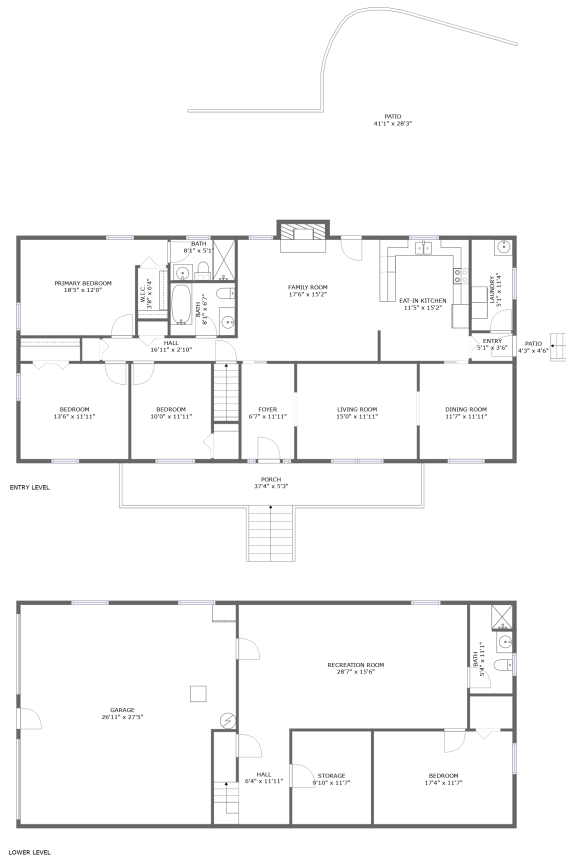 PATIO
41'1" x 28'3"
BATH
8'1" x 5'1"
PRIMARY BEDROOM
18'5" x 12'0"
W.I.C.
3'8" x 6'4"
BATH
8'1" x 6'7"
FAMILY ROOM
17'6" x 15'2"
EAT-IN KITCHEN
11'5" x 15'2"
LAUNDRY
5'1" x 11'4"
HALL
16'11" x 2'10"
ENTRY
5'1" x 3'6"
PATIO
4'3" x 4'6"
BEDROOM
13'6" x 11'11"
BEDROOM
10'0" x 11'11"
FOYER
6'7" x 11'11"
LIVING ROOM
15'0" x 11'11"
DINING ROOM
11'7" x 11'11"
PORCH
37'4" x 5'3"
ENTRY LEVEL
RECREATION ROOM
28'7" x 15'6"
BATH
5'4" x 11'1"
GARAGE
26'11" x 27'5"
HALL
6'4" x 11'11"
STORAGE
9'10" x 11'7"
BEDROOM
17'4" x 11'7"
LOWER LEVEL